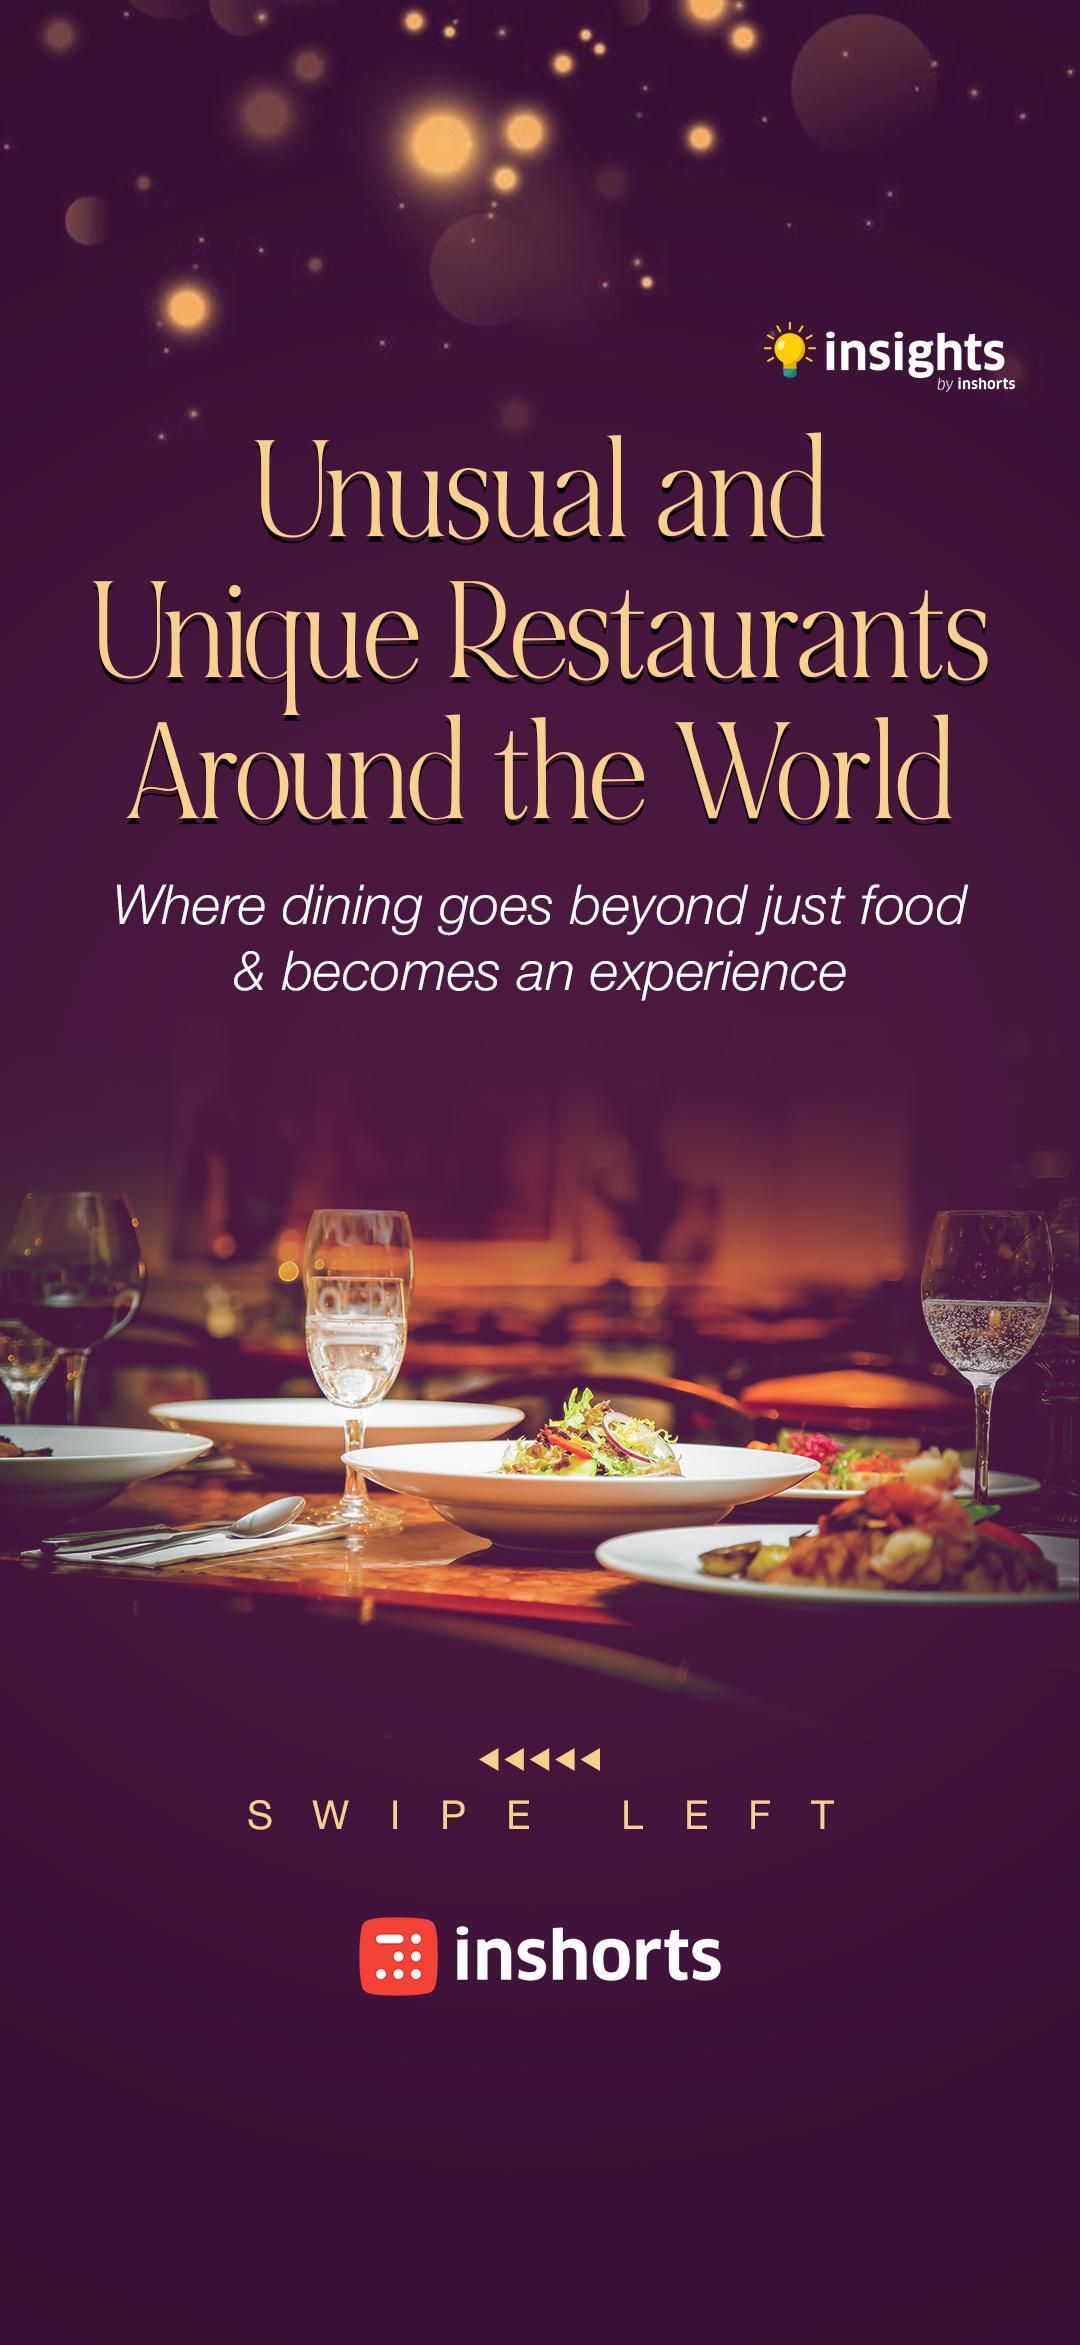 insights
by inshorts
Unusual and
Unique Restaurants
Around the World
Where dining goes beyond just food
& becomes an experience
SWIPE LEFT
inshorts